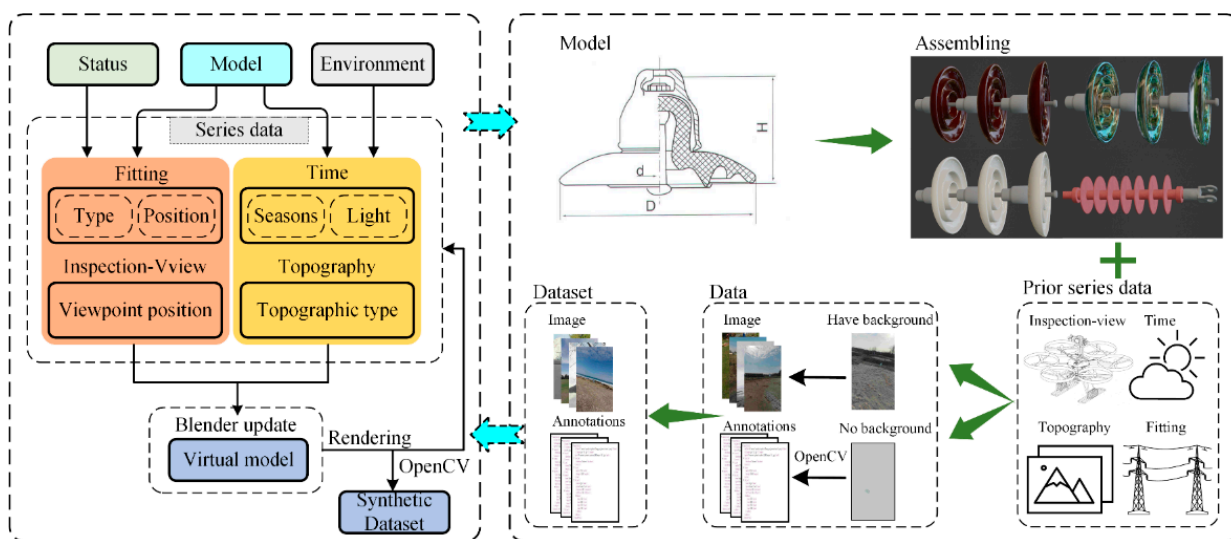 Status
Model
Environment
Series data
Fitting
Type
Position
Inspection-Vview
Viewpoint position
Time
Seasons
Light
Topography
Topographic type
Blender update
Virtual model
Rendering
OpenCV
Synthetic
Dataset
Model
H
d
D
Assembling
Prior series data
Inspection-view
Time
Topography
Fitting
Data
Image
Have background
Annotations
No background
OpenCV
Dataset
Image
Annotations